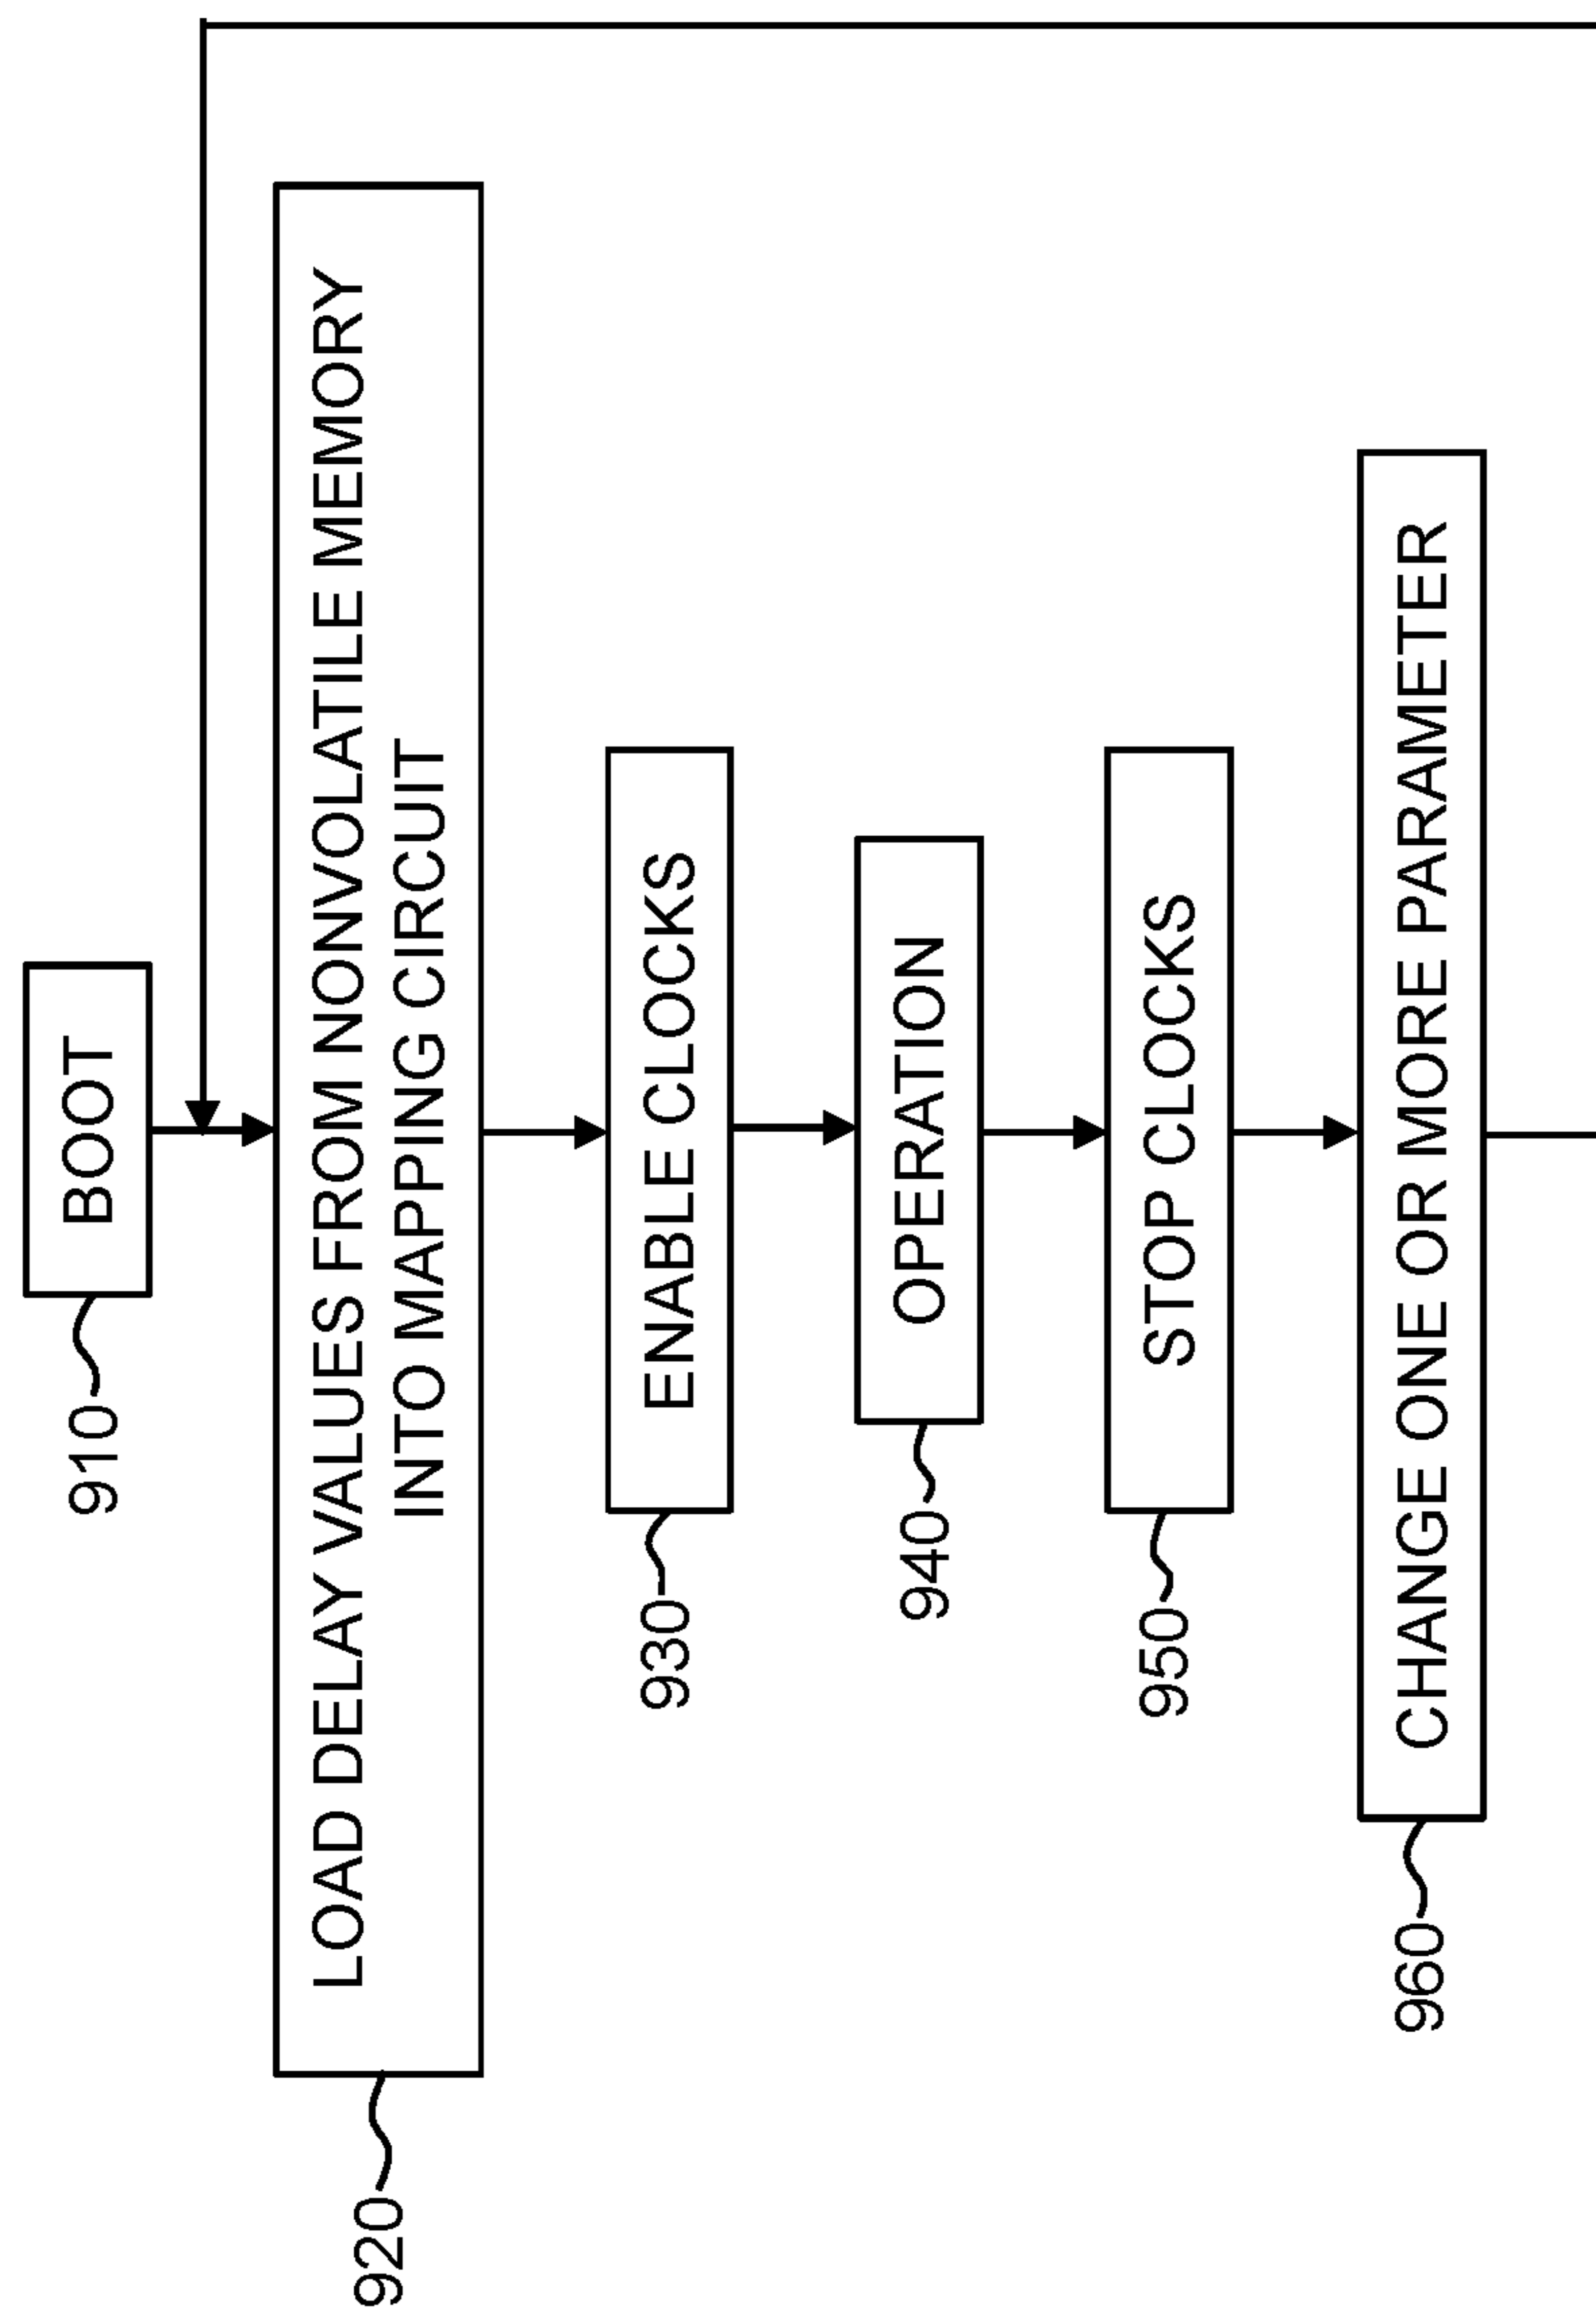 910
BOOT
920
LOAD DELAY VALUES FROM NONVOLATILE MEMORY
INTO MAPPING CIRCUIT
930
ENABLE CLOCKS
940
OPERATION
950
STOP CLOCKS
960
CHANGE ONE OR MORE PARAMETER